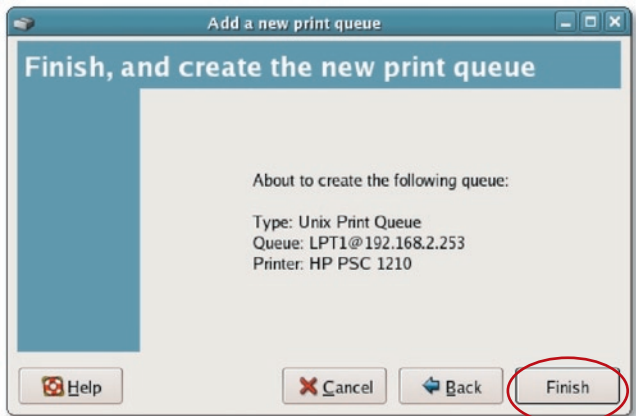 Add a new print queue
Finish, and create the new print queue
About to create the following queue:
Type: Unix Print Queue
Queue: LPT1@192.168.2.253
Printer: HP PSC 1210
Help
Cancel
Back
Finish